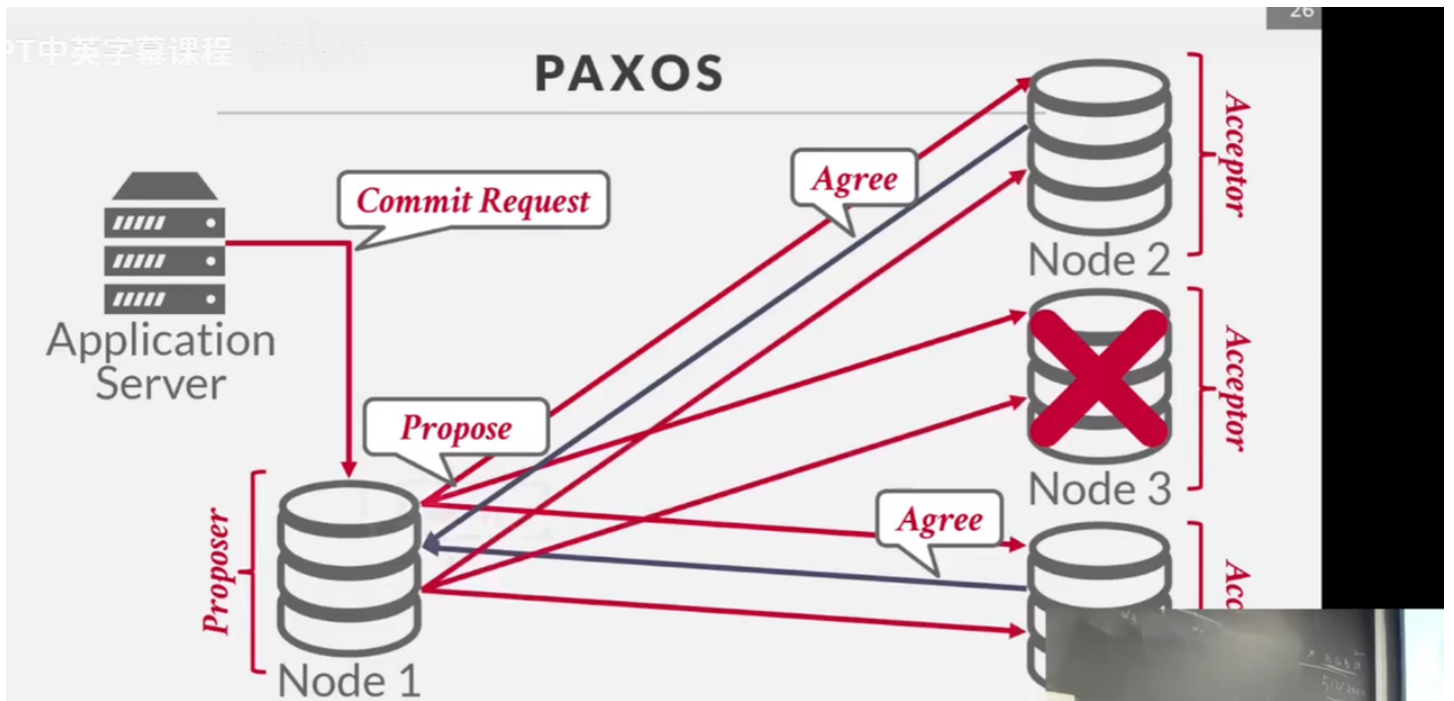 26
PT中英字幕课程
PAXOS
Commit Request
Agree
Acceptor
Node 2
Application
Server
Propose
Acceptor
Node 3
Agree
Proposer
Node 1
Acc